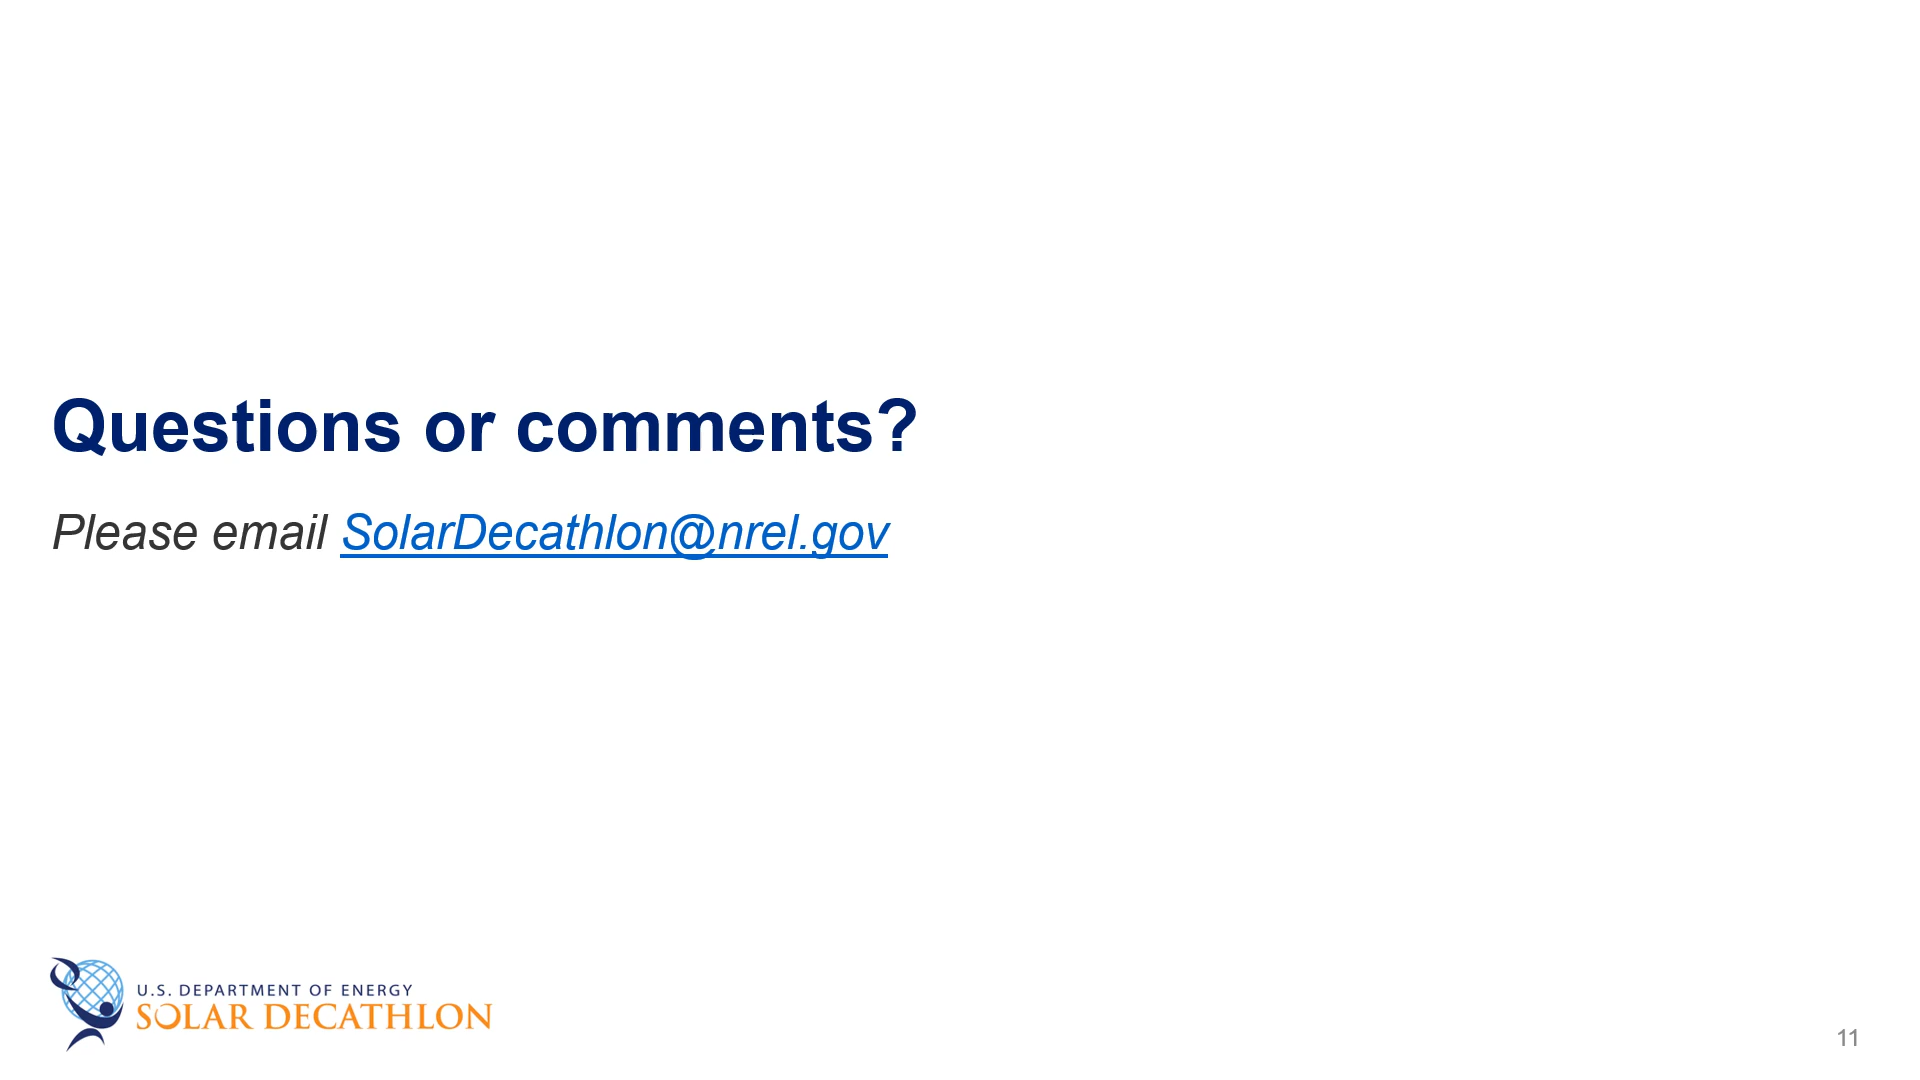 Questions or comments?
Please email SolarDecathlon@nrel.gov
U.S. DEPARTMENT OF ENERGY
SOLAR DECATHLON
11